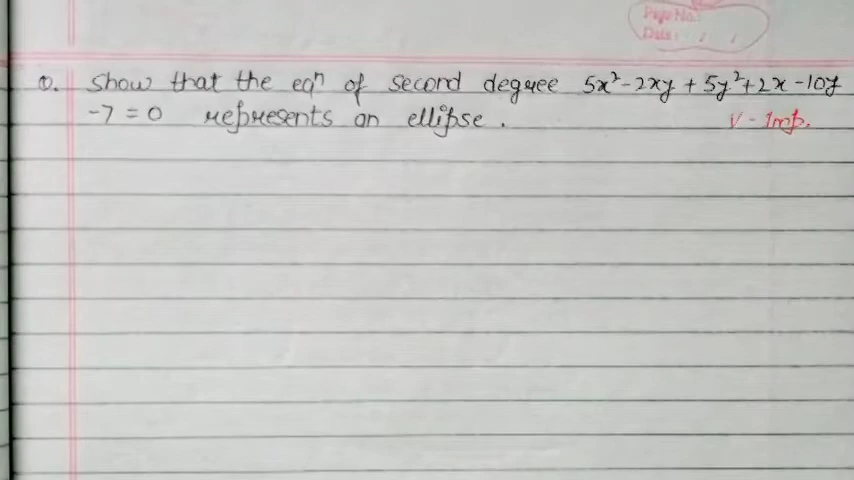 Page No.:
Date: / /
Q. Show that the eqⁿ of second degree 5x²-2xy + 5y²+2x -10y
-7 = 0 represents an ellipse.
V - Imp.